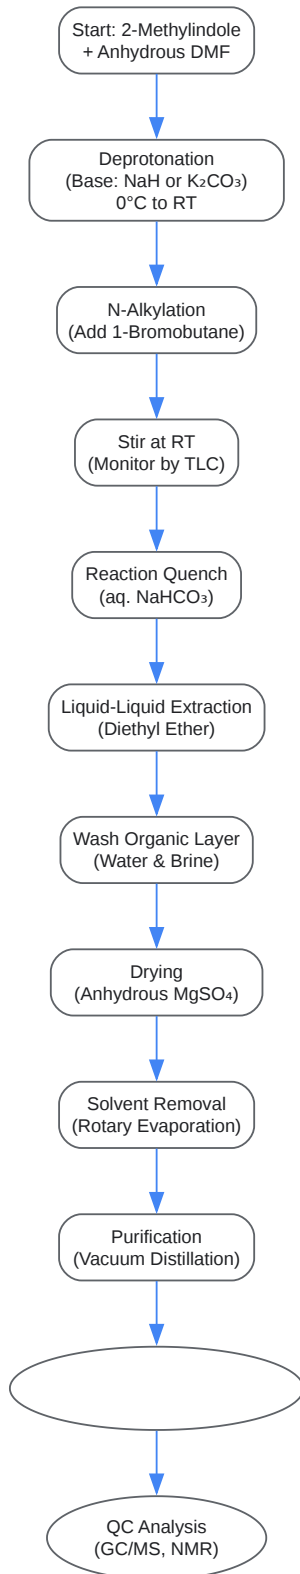 Start: 2-Methylindole
+ Anhydrous DMF
Deprotonation
(Base: NaH or K₂CO₃)
0°C to RT
N-Alkylation
(Add 1-Bromobutane)
Stir at RT
(Monitor by TLC)
Reaction Quench
(aq. NaHCO₃)
Liquid-Liquid Extraction
(Diethyl Ether)
Wash Organic Layer
(Water & Brine)
Drying
(Anhydrous MgSO₄)
Solvent Removal
(Rotary Evaporation)
Purification
(Vacuum Distillation)
QC Analysis
(GC/MS, NMR)